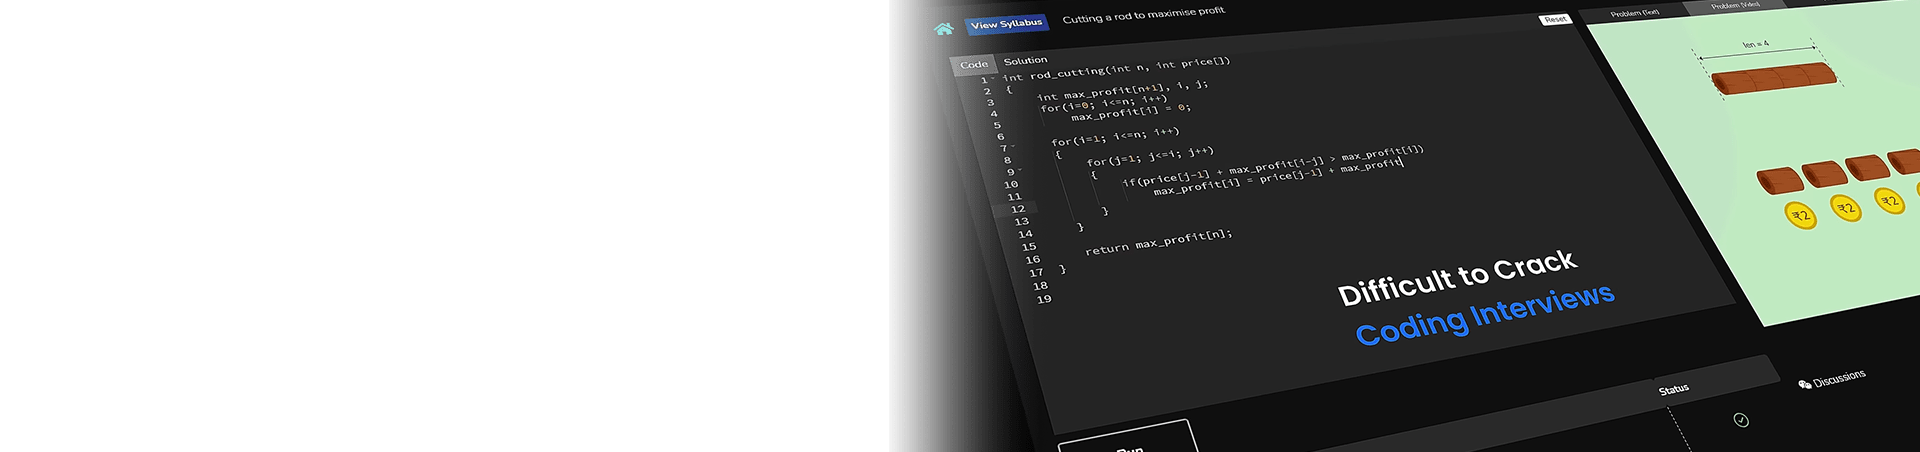 View Syllabus
Cutting a rod to maximise profit
Reset
Problem (Text)
Problem (Video)
Code
Solution
1 int rod_cutting(int n, int price[])
2 {
3 int max_profit[n+1], i, j;
4 for(i=0; i<=n; i++)
5 max_profit[i] = 0;
6
7 for(i=1; i<=n; i++)
8 {
9 for(j=1; j<=i; j++)
10 {
11 if(price[j-1] + max_profit[i-j] > max_profit[i])
12 max_profit[i] = price[j-1] + max_profit
13 }
14 }
15
16 return max_profit[n];
17 }
18
19
len = 4
₹2
₹2
₹2
Difficult to Crack
Coding Interviews
Status
Discussions
Run